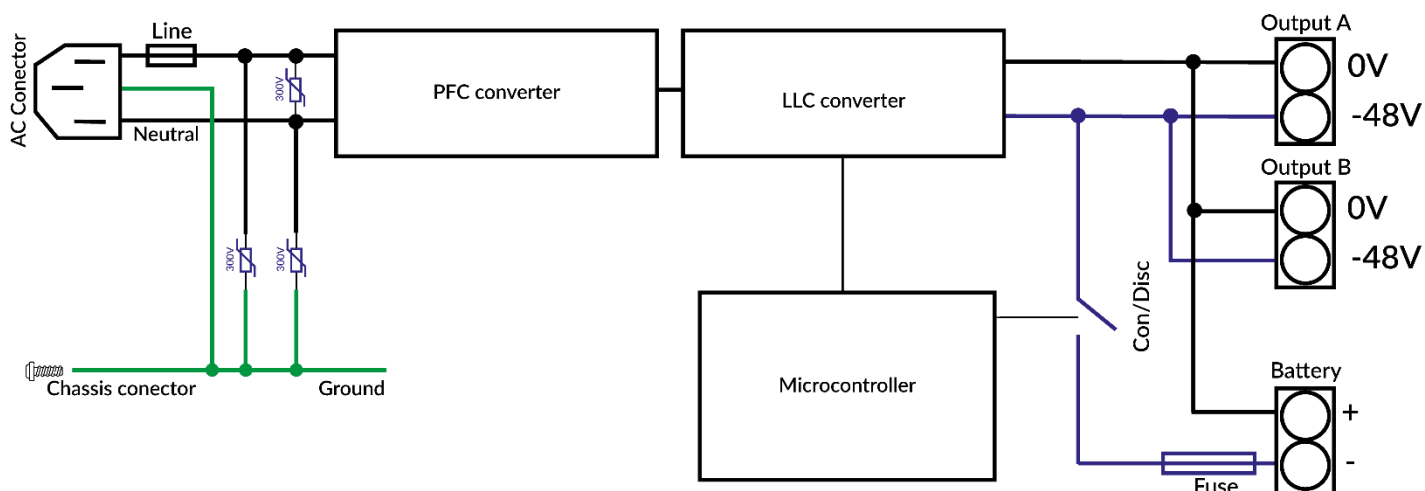 AC Conector
Line
Neutral
300V
300V
300V
Chassis conector
Ground
PFC converter
LLC converter
Microcontroller
Con/Disc
Fuse
Output A
0V
-48V
Output B
0V
-48V
Battery
+
-